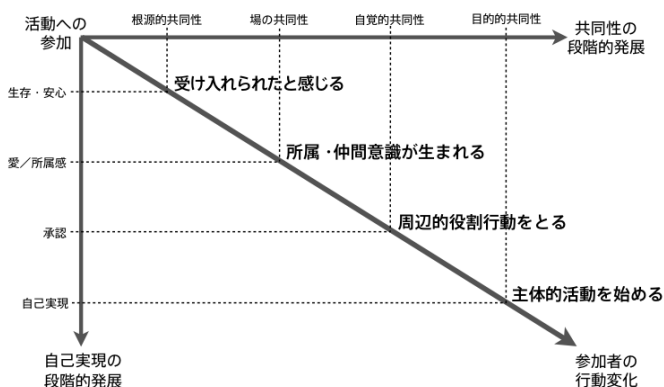 活動への
参加
根源的共同性
場の共同性
自覚的共同性
目的的共同性
共同性の
段階的発展
生存・安心
受け入れられたと感じる
愛／所属感
所属・仲間意識が生まれる
承認
周辺的役割行動をとる
自己実現
主体的活動を始める
自己実現の
段階的発展
参加者の
行動変化